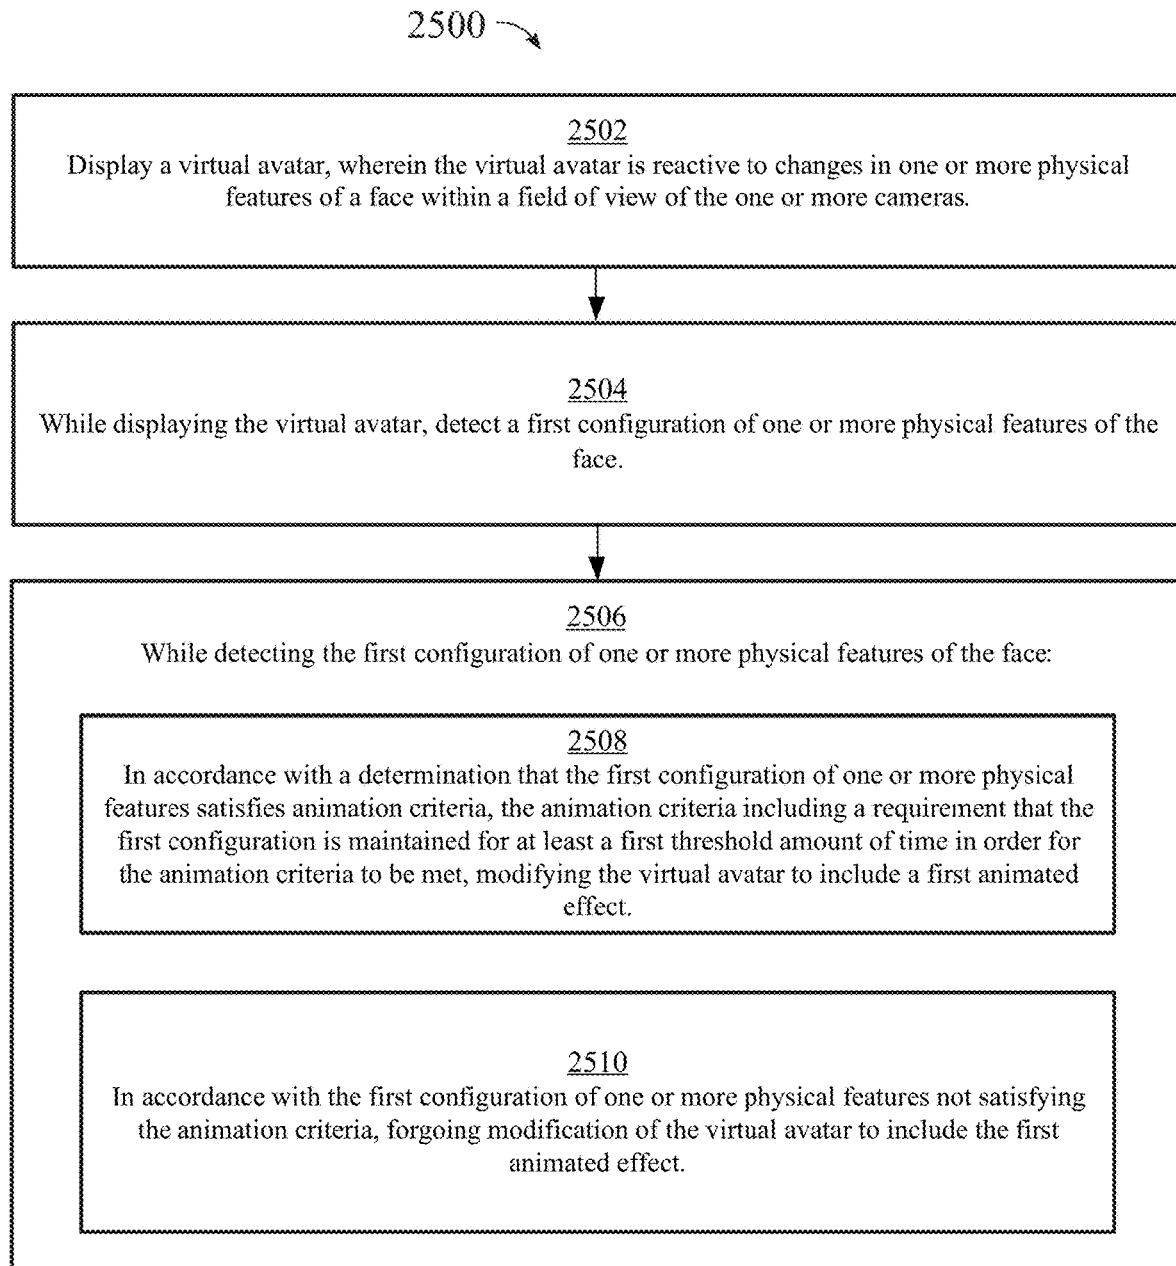 2500
2502
Display a virtual avatar, wherein the virtual avatar is reactive to changes in one or more physical
features of a face within a field of view of the one or more cameras.
2504
While displaying the virtual avatar, detect a first configuration of one or more physical features of the
face.
2506
While detecting the first configuration of one or more physical features of the face:
2508
In accordance with a determination that the first configuration of one or more physical
features satisfies animation criteria, the animation criteria including a requirement that the
first configuration is maintained for at least a first threshold amount of time in order for
the animation criteria to be met, modifying the virtual avatar to include a first animated
effect.
2510
In accordance with the first configuration of one or more physical features not satisfying
the animation criteria, forgoing modification of the virtual avatar to include the first
animated effect.